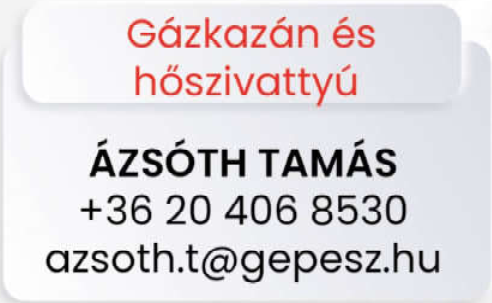 Gázkazán és
hőszivattyú
ÁZSÓTH TAMÁS
+36 20 406 8530
azsoth.t@gepesz.hu